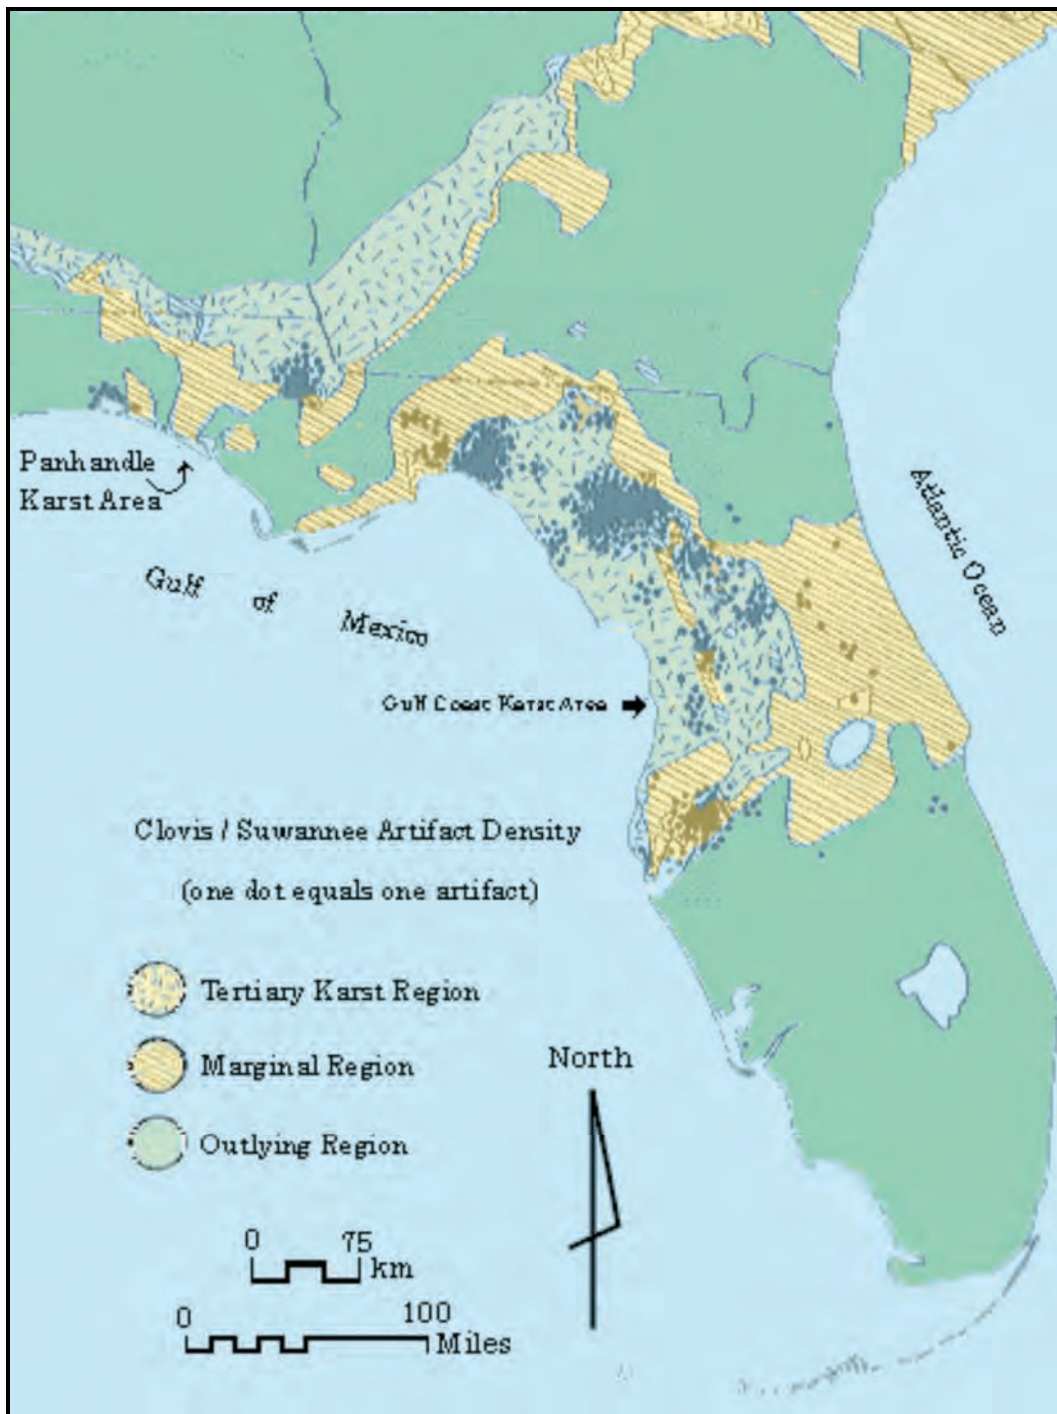 Panhandle
Karst Area
Atlantic Ocean
Gulf of Mexico
Gulf Coast Karst Area
Clovis / Suwannee Artifact Density
(one dot equals one artifact)
Tertiary Karst Region
Marginal Region
Outlying Region
North
0 75
km
0 100
Miles